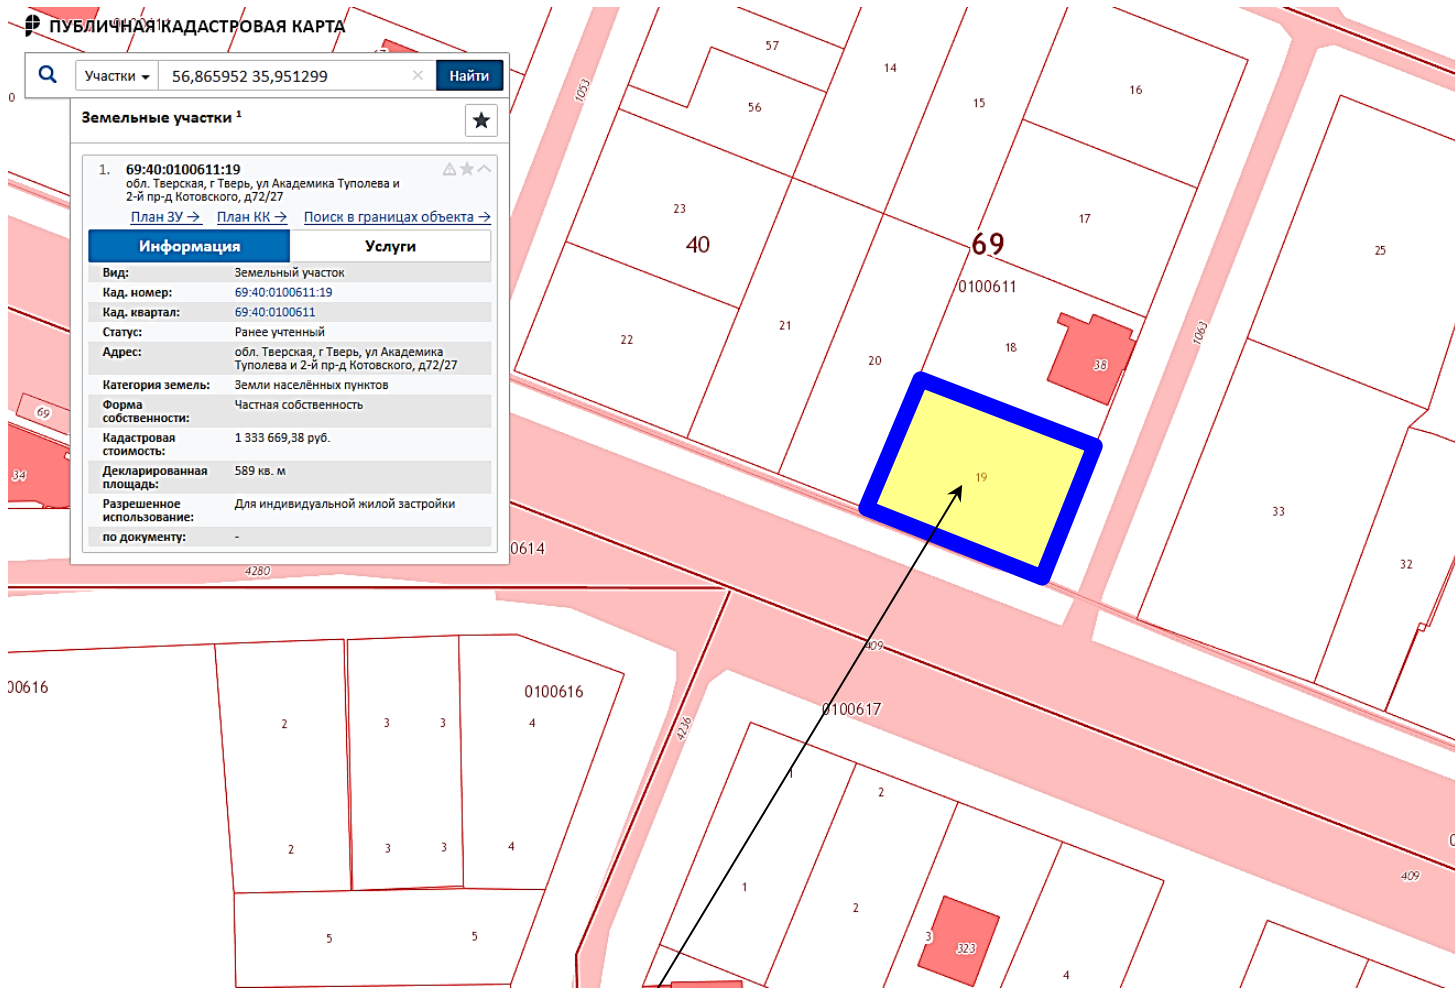 ПУБЛИЧНАЯ КАДАСТРОВАЯ КАРТА
Участки 56,865952 35,951299 × Найти
Земельные участки 1
1. 69:40:0100611:19
обл. Тверская, г Тверь, ул Академика Туполева и
2-й пр-д Котовского, д72/27
План ЗУ → План КК → Поиск в границах объекта →
Информация Услуги
Вид: Земельный участок
Кад. номер: 69:40:0100611:19
Кад. квартал: 69:40:0100611
Статус: Ранее учтенный
Адрес: обл. Тверская, г Тверь, ул Академика
Туполева и 2-й пр-д Котовского, д72/27
Категория земель: Земли населённых пунктов
Форма Частная собственность
собственности:
Кадастровая 1 333 669,38 руб.
стоимость:
Декларированная 589 кв. м
площадь:
Разрешенное Для индивидуальной жилой застройки
использование:
по документу: -
57
14
16
1053
56
15
23
17
40
69
25
0100611
21
1063
22
18
20
38
69
34
19
33
0614
32
4280
409
00616
0100616
0100617
2
3
3
4
4236
1
2
2
3
3
4
409
1
2
5
5
3
323
4